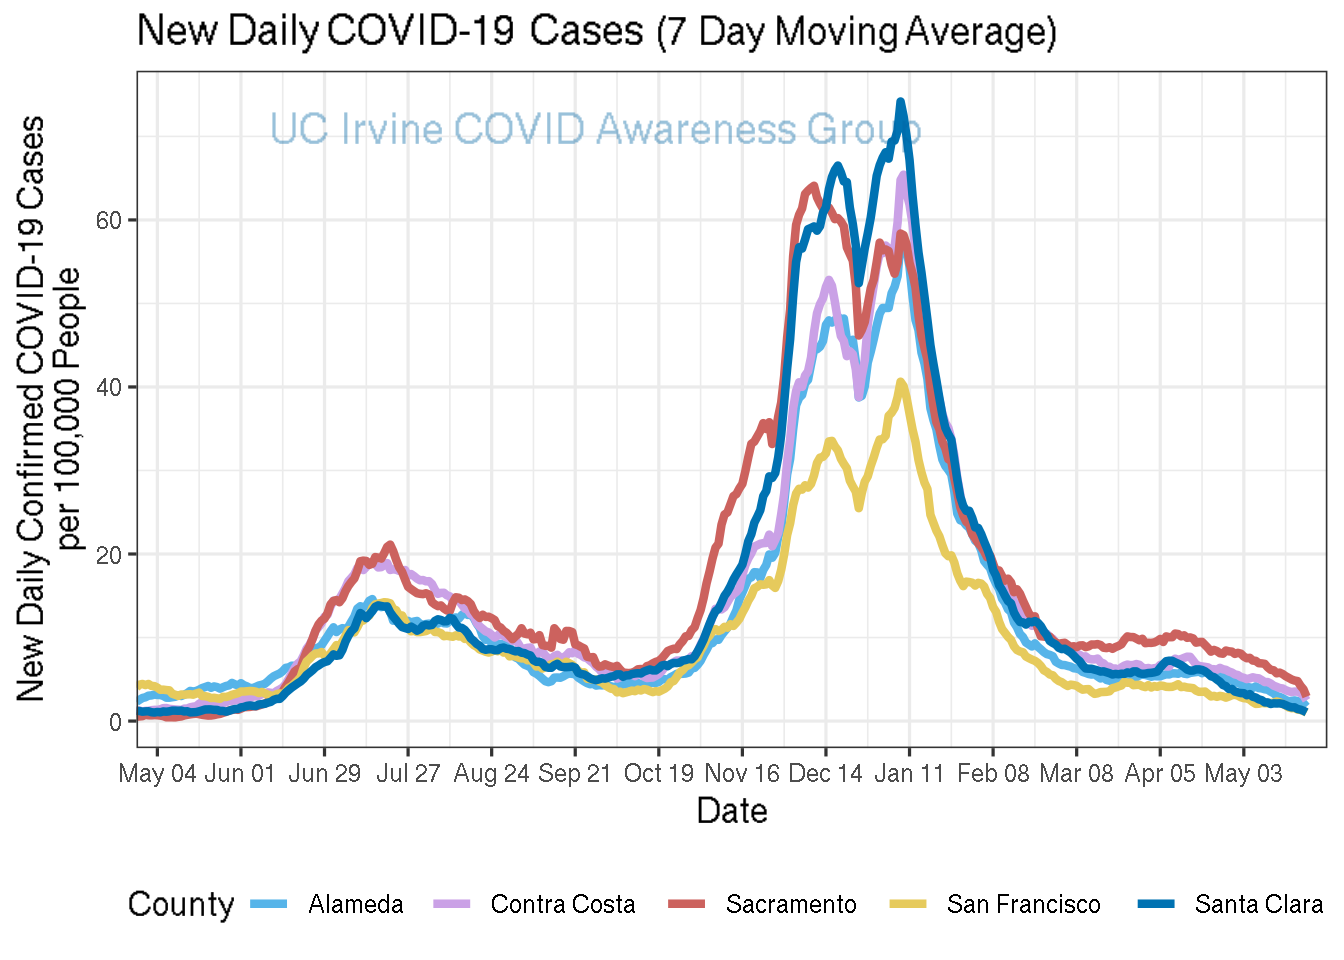 New Daily COVID-19 Cases (7 Day Moving Average)
UC Irvine COVID Awareness Group
New Daily Confirmed COVID-19 Cases
per 100,000 People
60
40
20
0
May 04 Jun 01 Jun 29 Jul 27 Aug 24 Sep 21 Oct 19 Nov 16 Dec 14 Jan 11 Feb 08 Mar 08 Apr 05 May 03
Date
County Alameda Contra Costa Sacramento San Francisco Santa Clara